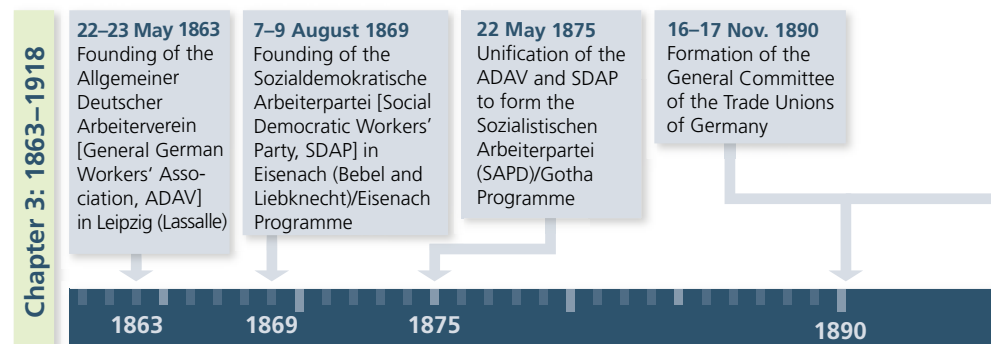 Chapter 3: 1863–1918
22–23 May 1863
Founding of the
Allgemeiner
Deutscher
Arbeiterverein
[General German
Workers’ Asso-
ciation, ADAV]
in Leipzig (Lassalle)
7–9 August 1869
Founding of the
Sozialdemokratische
Arbeiterpartei [Social
Democratic Workers’
Party, SDAP] in
Eisenach (Bebel and
Liebknecht)/Eisenach
Programme
22 May 1875
Unification of the
ADAV and SDAP
to form the
Sozialistischen
Arbeiterpartei
(SAPD)/Gotha
Programme
16–17 Nov. 1890
Formation of the
General Committee
of the Trade Unions
of Germany
1863
1869
1875
1890